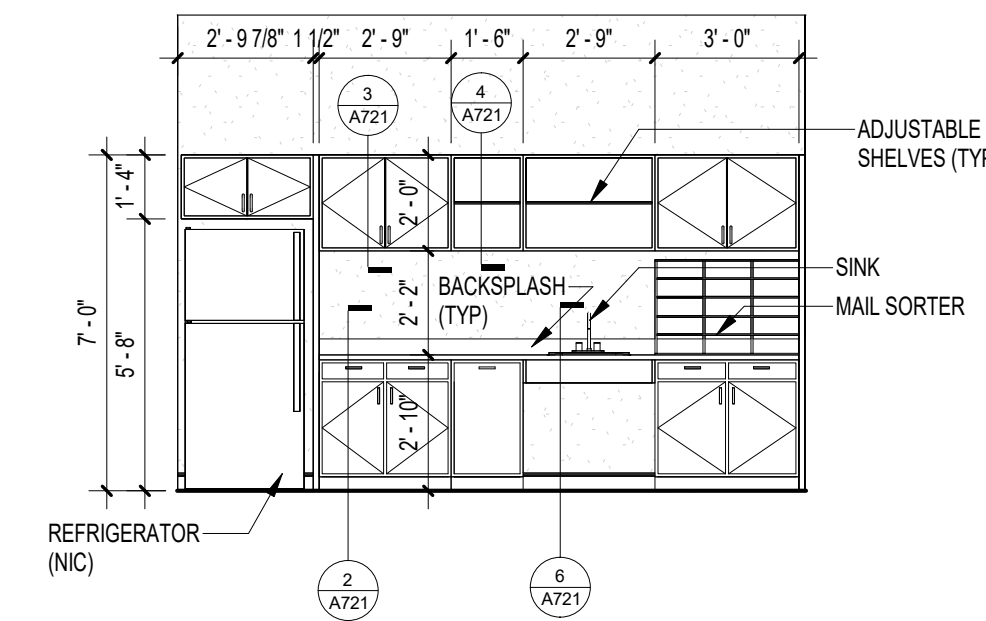 2' - 9 7/8" 1 1/2" 2' - 9" 1' - 6" 2' - 9" 3' - 0"
3
A721
4
A721
ADJUSTABLE
SHELVES (TYP
1' - 4"
2' - 0"
SINK
BACKSPLASH
(TYP)
MAIL SORTER
2' - 2"
7' - 0"
5' - 8"
2' - 10"
REFRIGERATOR
(NIC)
2
A721
6
A721